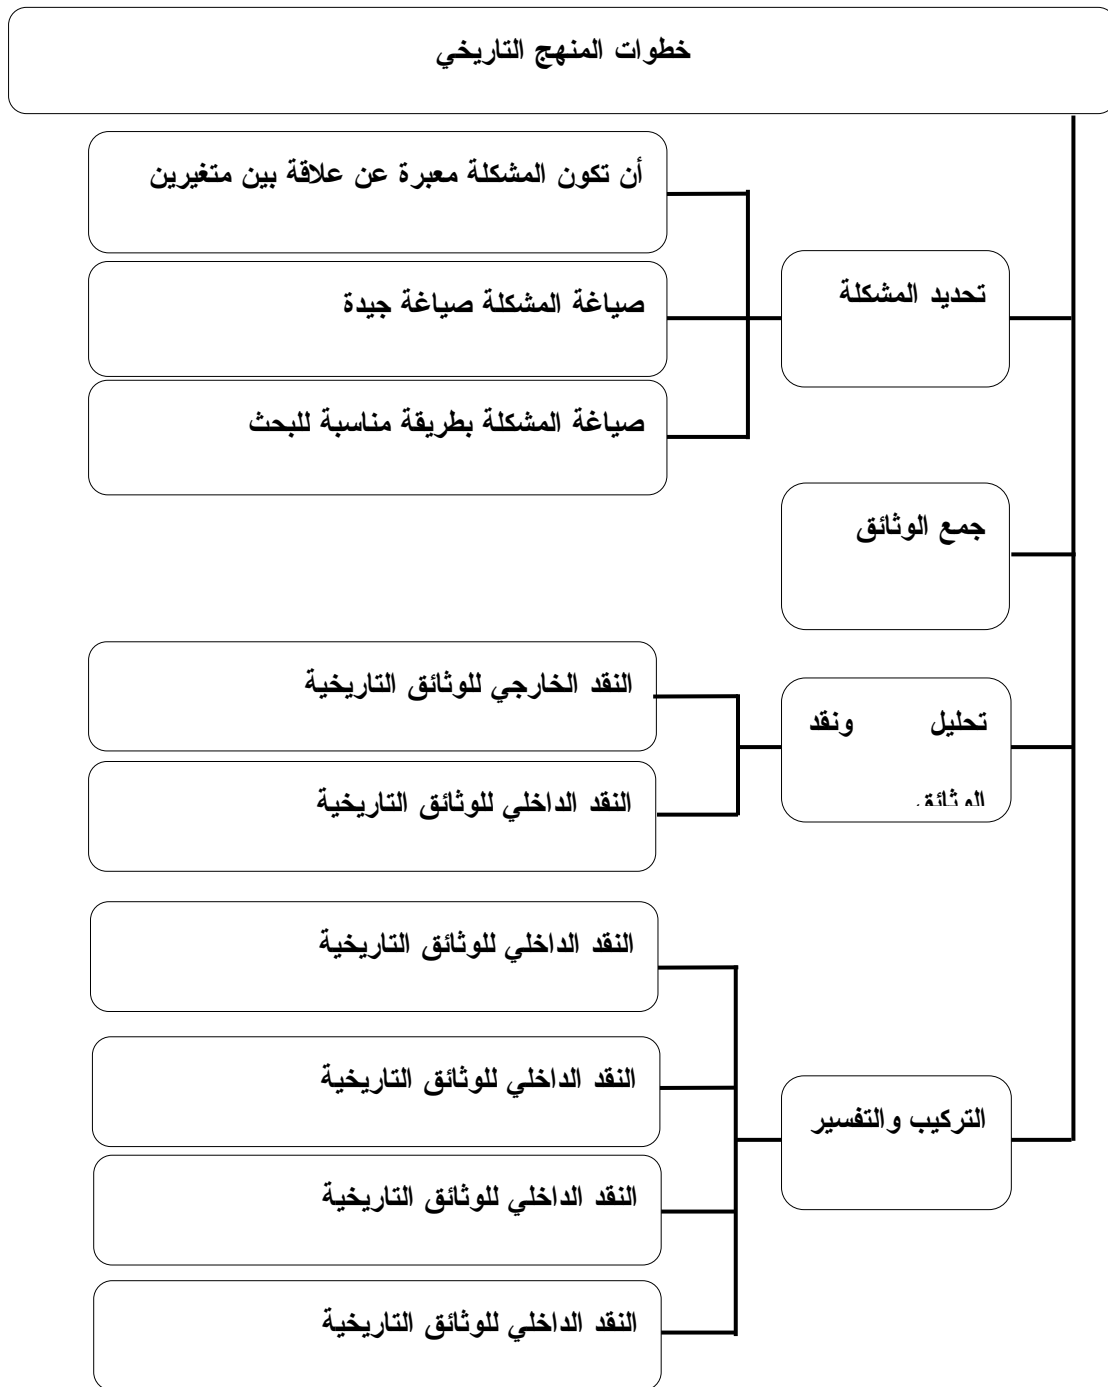 خطوات المنهج التاريخي
تحديد المشكلة
أن تكون المشكلة معبرة عن علاقة بين متغيرين
صياغة المشكلة صياغة جيدة
صياغة المشكلة بطريقة مناسبة للبحث
جمع الوثائق
تحليل ونقد
الوثائق
النقد الخارجي للوثائق التاريخية
النقد الداخلي للوثائق التاريخية
التركيب والتفسير
النقد الداخلي للوثائق التاريخية
النقد الداخلي للوثائق التاريخية
النقد الداخلي للوثائق التاريخية
النقد الداخلي للوثائق التاريخية